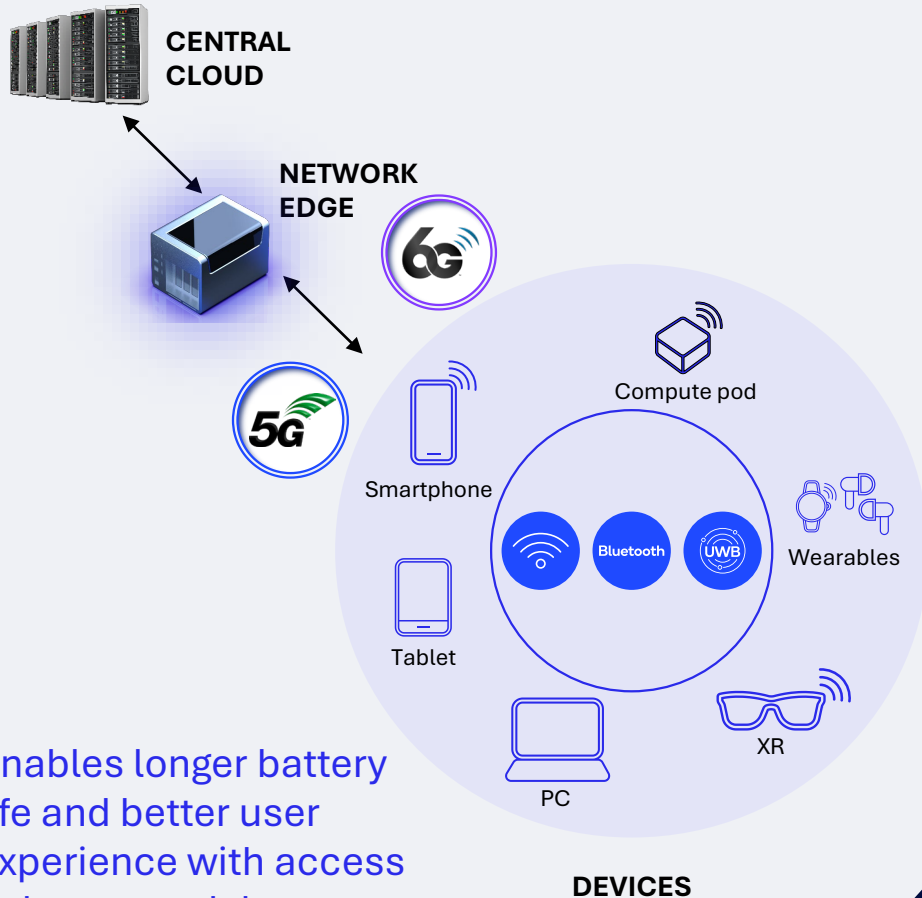 CENTRAL
CLOUD
NETWORK
EDGE
6G
5G
Compute pod
Smartphone
Bluetooth
UWB
Wearables
Tablet
XR
PC
nables longer battery
fe and better user
xperience with access
DEVICES